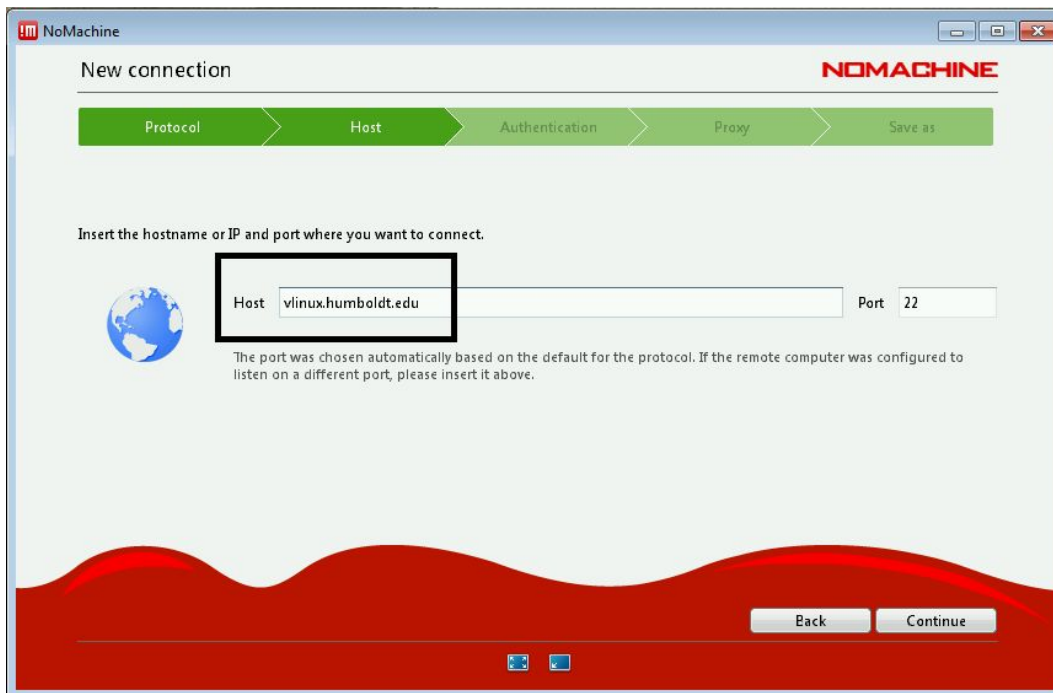 NoMachine
New connection
NOMACHINE
Protocol Host Authentication Proxy Save as
Insert the hostname or IP and port where you want to connect.
Host vlinux.humboldt.edu Port 22
The port was chosen automatically based on the default for the protocol. If the remote computer was configured to
listen on a different port, please insert it above.
Back Continue